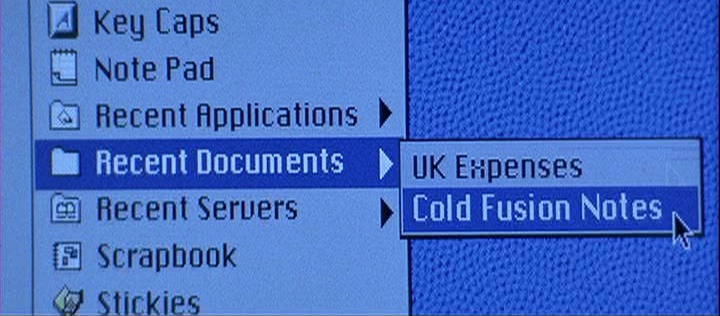 Key Caps
Note Pad
Recent Applications
Recent Documents
UK Expenses
Recent Servers
Cold Fusion Notes
Scrapbook
Stickies